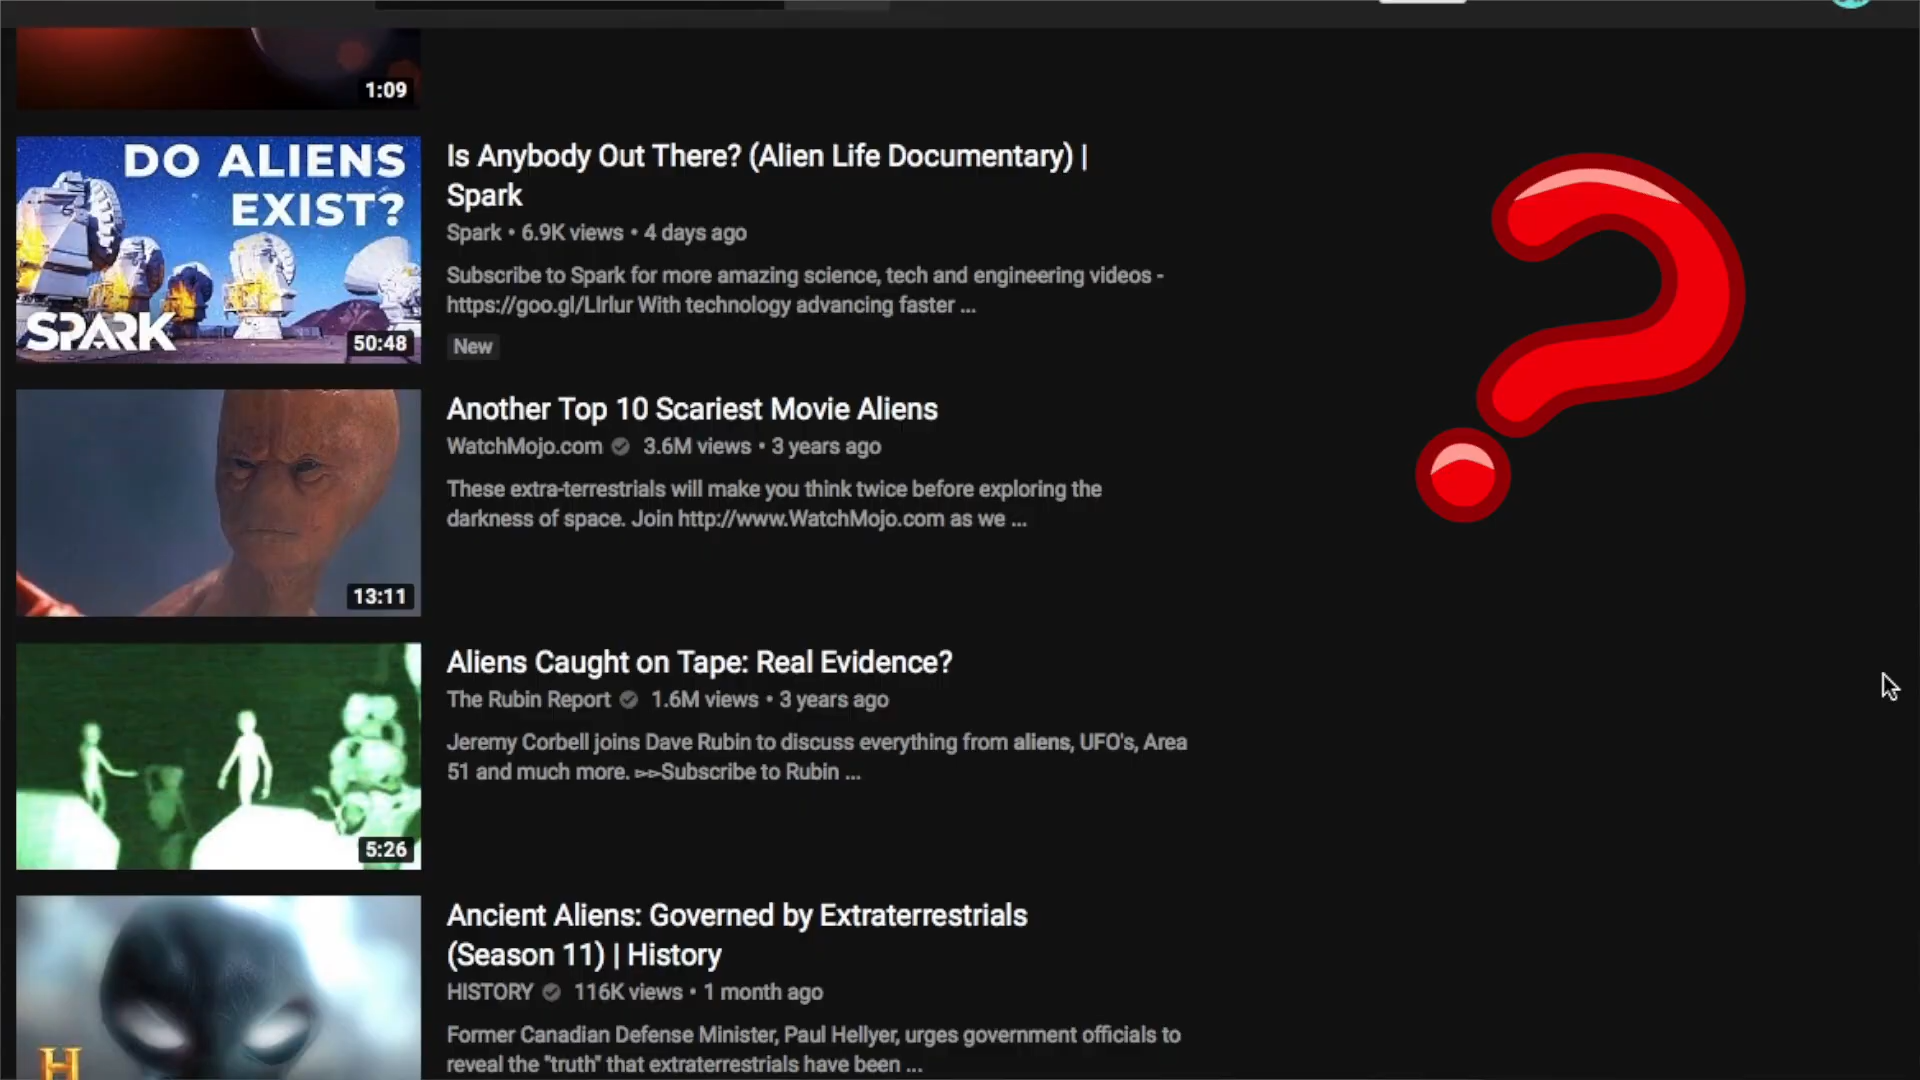 1:09
DO ALIENS
EXIST?
SPARK
50:48
Is Anybody Out There? (Alien Life Documentary) |
Spark
Spark • 6.9K views • 4 days ago
Subscribe to Spark for more amazing science, tech and engineering videos -
https://goo.gl/LIrlur With technology advancing faster ...
New
13:11
Another Top 10 Scariest Movie Aliens
WatchMojo.com 3.6M views • 3 years ago
These extra-terrestrials will make you think twice before exploring the
darkness of space. Join http://www.WatchMojo.com as we ...
5:26
Aliens Caught on Tape: Real Evidence?
The Rubin Report 1.6M views • 3 years ago
Jeremy Corbell joins Dave Rubin to discuss everything from aliens, UFO's, Area
51 and much more. ▻▻Subscribe to Rubin ...
H
Ancient Aliens: Governed by Extraterrestrials
(Season 11) | History
HISTORY 116K views • 1 month ago
Former Canadian Defense Minister, Paul Hellyer, urges government officials to
reveal the "truth" that extraterrestrials have been ...
?